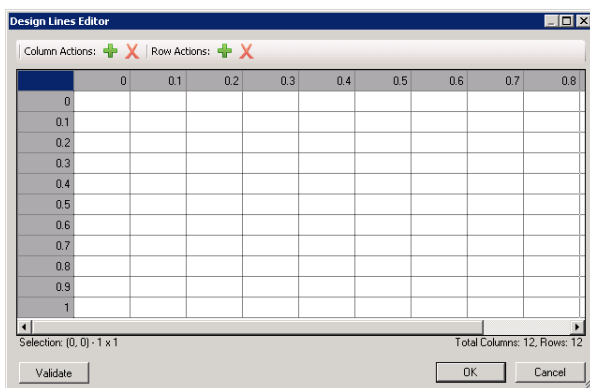 Design Lines Editor
Column Actions: Row Actions:
0 0.1 0.2 0.3 0.4 0.5 0.6 0.7 0.8
0
0.1
0.2
0.3
0.4
0.5
0.6
0.7
0.8
0.9
1
Selection: (0, 0) - 1 x 1 Total Columns: 12, Rows: 12
Validate OK Cancel